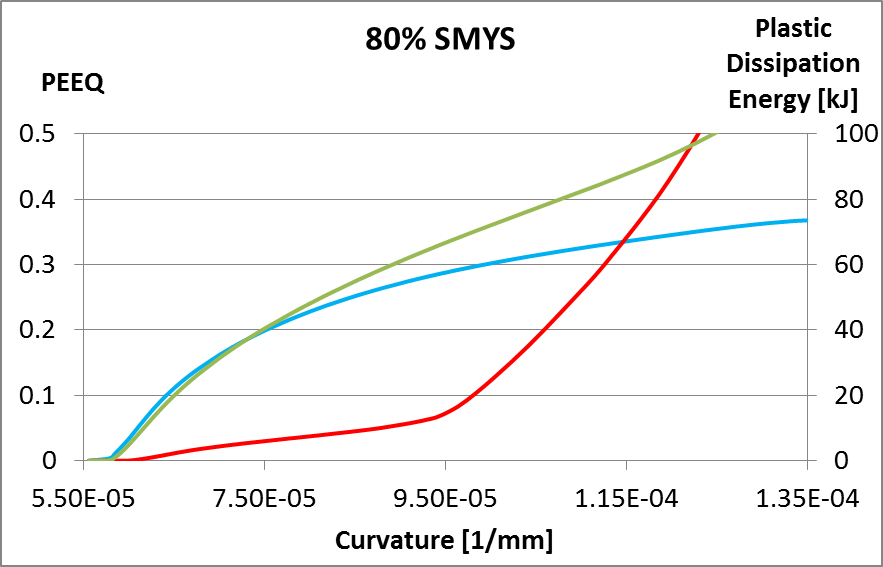 80% SMYS
PEEQ
Plastic
Dissipation
Energy [kJ]
0.5
0.4
0.3
0.2
0.1
0
100
80
60
40
20
0
5.50E-05 7.50E-05 9.50E-05 1.15E-04 1.35E-04
Curvature [1/mm]